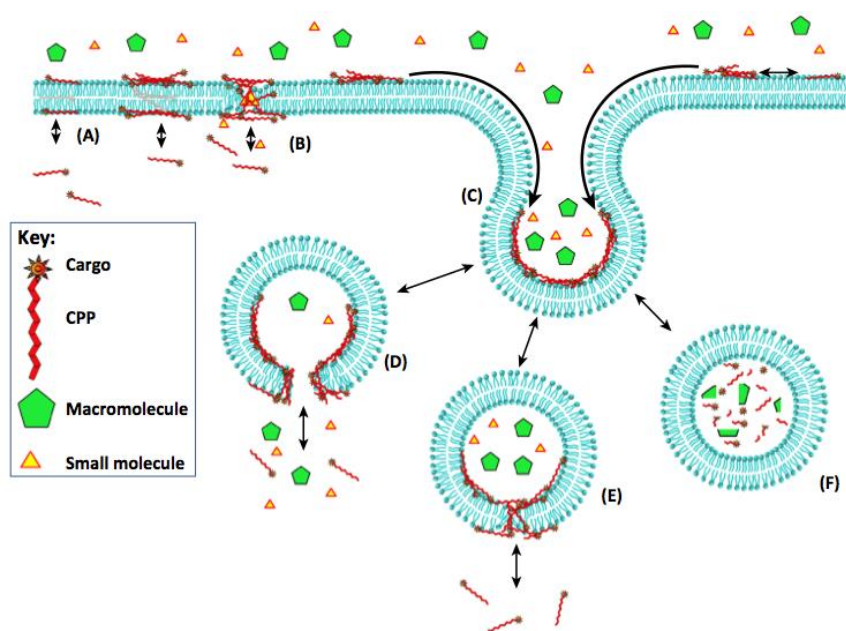 (A)
(B)
(C)
Key:
Cargo
CPP
Macromolecule
Small molecule
(D)
(E)
(F)